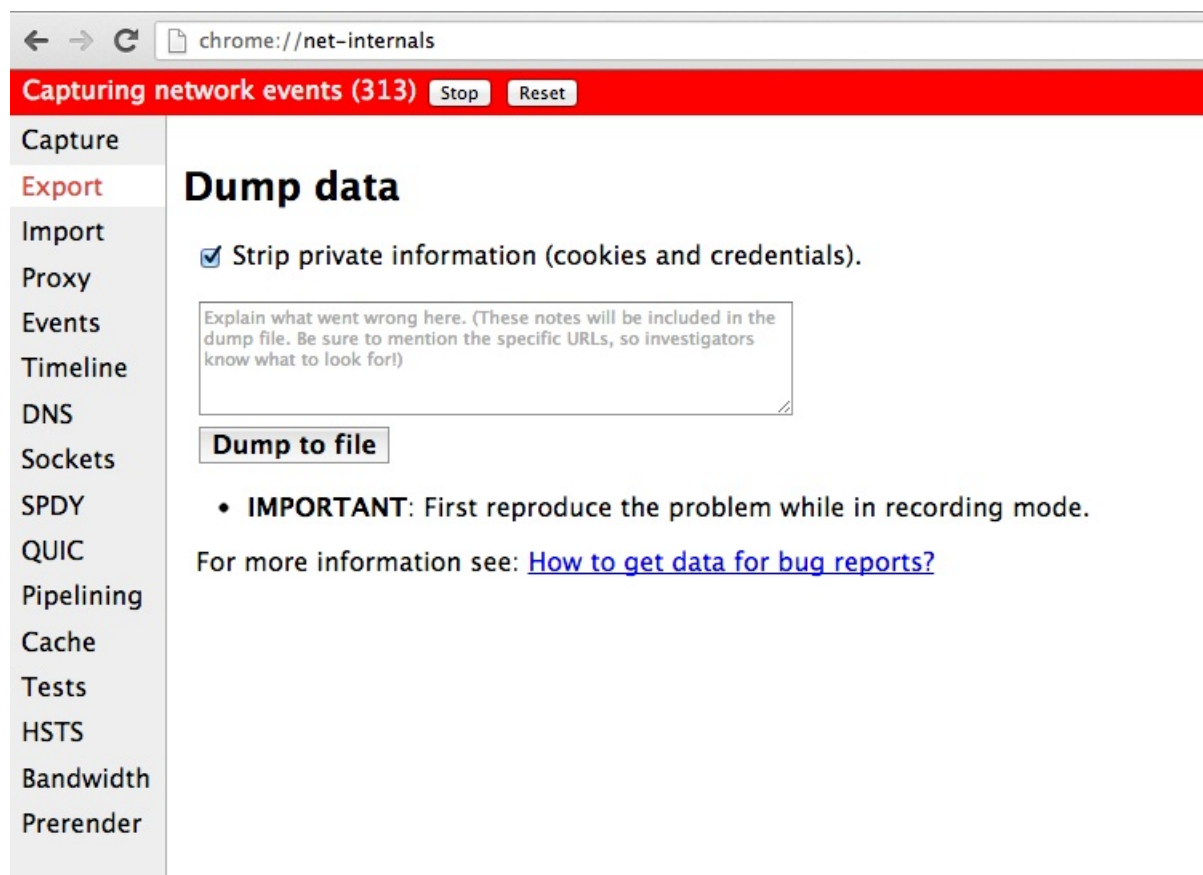 chrome://net-internals
Capturing network events (313) Stop Reset
Capture
Export
Import
Proxy
Events
Timeline
DNS
Sockets
SPDY
QUIC
Pipelining
Cache
Tests
HSTS
Bandwidth
Prerender
Dump data
Strip private information (cookies and credentials).
Explain what went wrong here. (These notes will be included in the
dump file. Be sure to mention the specific URLs, so investigators
know what to look for!)
Dump to file
• IMPORTANT: First reproduce the problem while in recording mode.
For more information see: How to get data for bug reports?